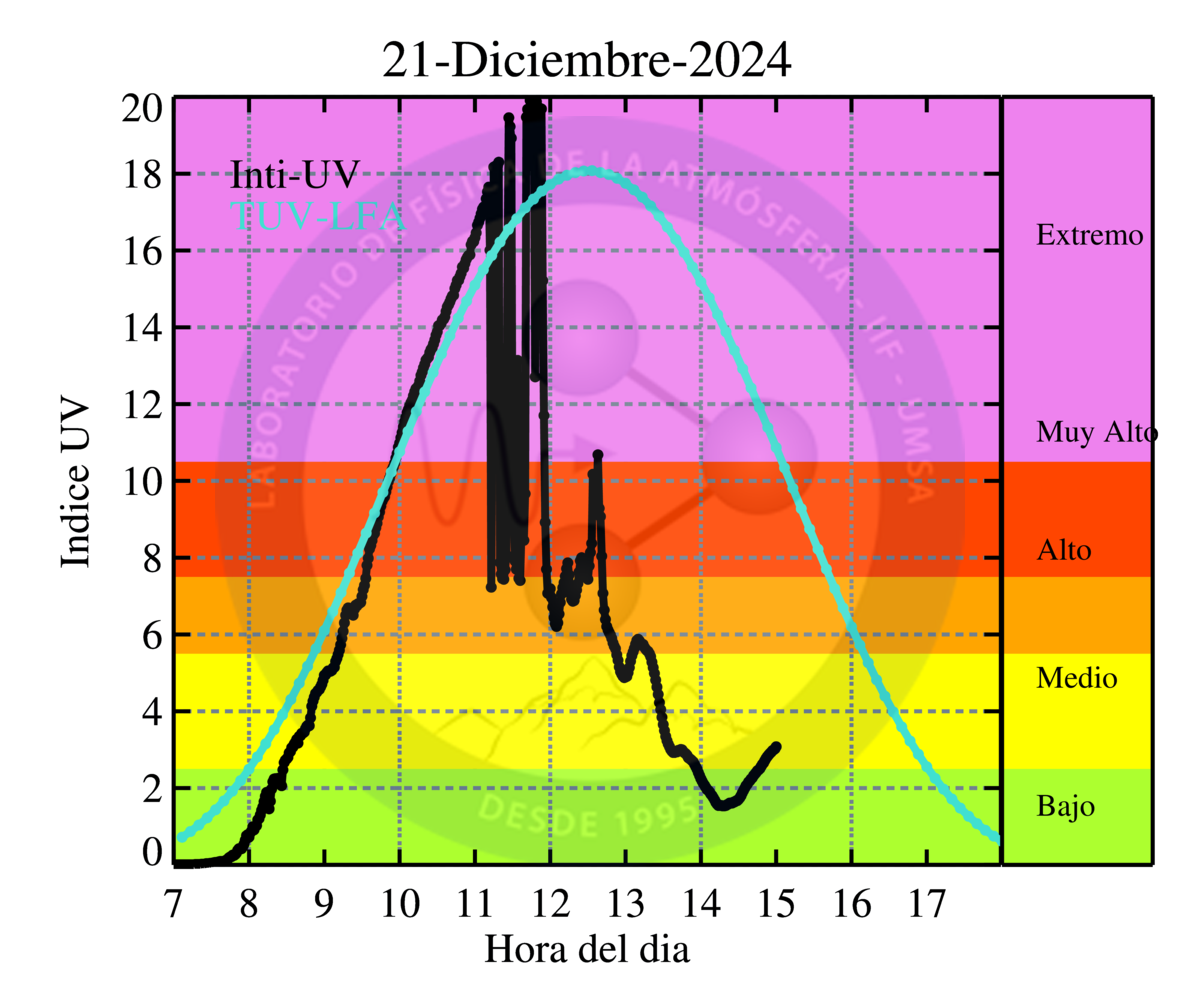 21-Diciembre-2024
Inti-UV
TUV-LFA
Indice UV
20
18
16
14
12
10
8
6
4
2
0
7 8 9 10 11 12 13 14 15 16 17
Hora del dia
Extremo
Muy Alto
Alto
Medio
Bajo
LABORATORIO DE FÍSICA DE LA ATMÓSFERA - IIF - UMSA
DESDE 1995